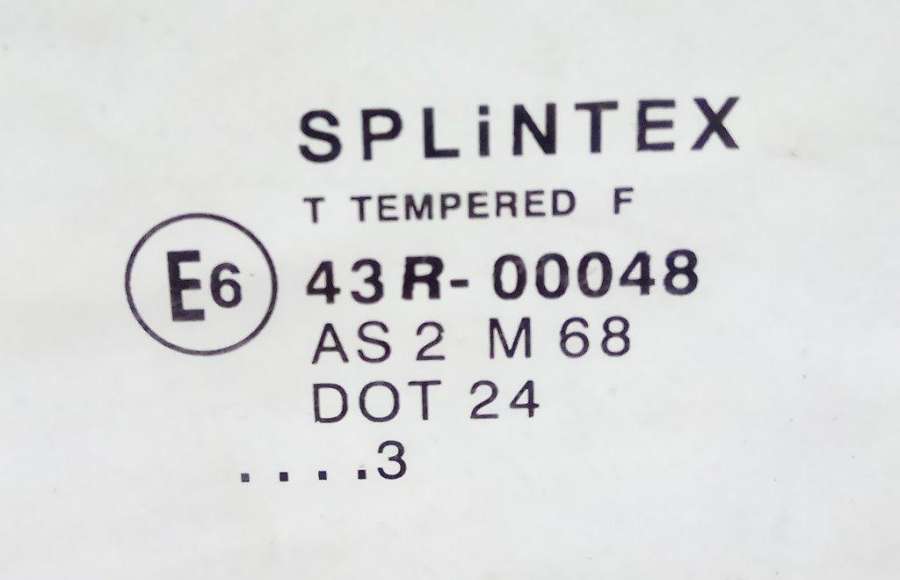 SPLiNTEX
T TEMPERED F
E6 43R-00048
AS 2 M 68
DOT 24
....3